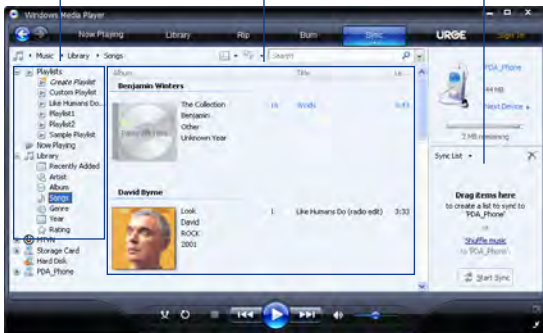 Windows Media Player
Now Playing Library Rip Burn Sync URGE Sign In
Music Library Songs
Search
Playlists
Create Playlist
Custom Playlist
Like Humans Do...
Playlist1
Playlist2
Sample Playlist
Now Playing
Library
Recently Added
Artist
Album
Songs
Genre
Year
Rating
MTVN
Storage Card
Hard Disk
PDA_Phone
Album Title Le...
Benjamin Winters
The Collection
Benjamin
Other
Unknown Year
0:43
David Byrne
Look
David
ROCK
2001
1 Like Humans Do (radio edit) 3:33
PDA_Phone
44 MB
Next Device
2 MB remaining
Sync List
Drag items here
to create a list to sync to
'PDA_Phone'
or
Shuffle music
to 'PDA_Phone'.
Start Sync